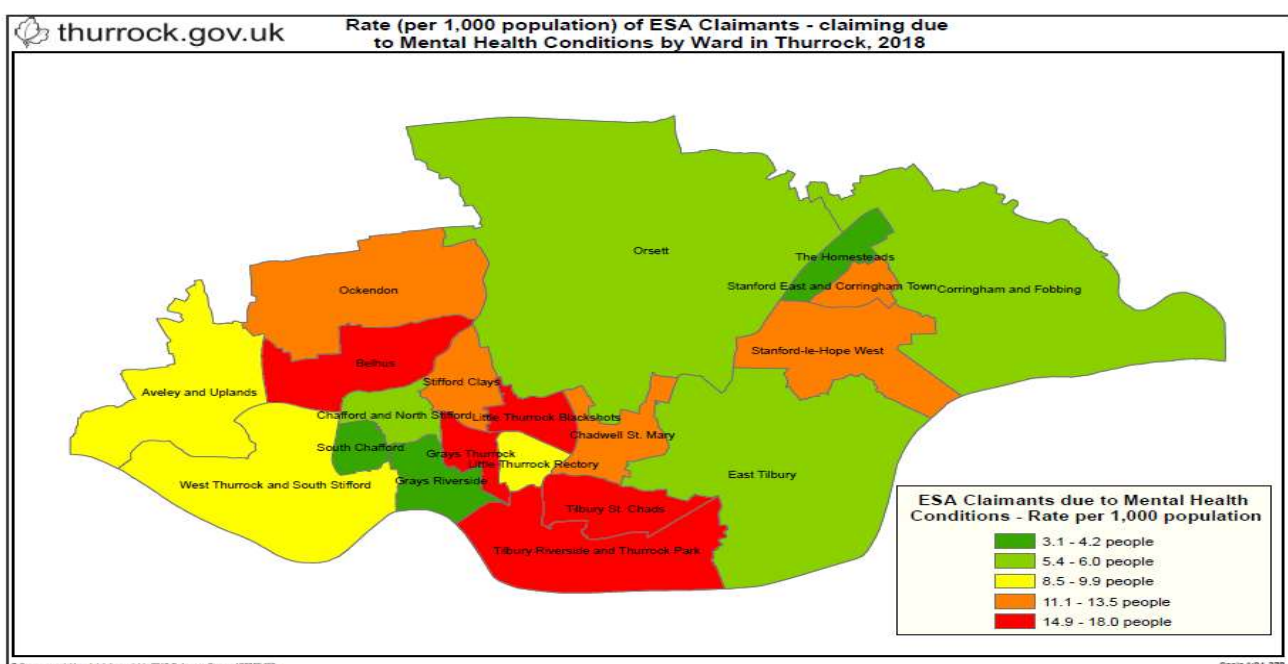 thurrock.gov.uk
Rate (per 1,000 population) of ESA Claimants - claiming due
to Mental Health Conditions by Ward in Thurrock, 2018
Orsett
The Homesteads
Ockendon
Stanford East and Corringham Town
Corringham and Fobbing
Stanford-le-Hope West
Belhus
Stifford Clays
Aveley and Uplands
Chafford and North Stifford
Little Thurrock Blackshots
Chadwell St. Mary
South Chafford
Grays Thurrock
Little Thurrock Rectory
East Tilbury
West Thurrock and South Stifford
Grays Riverside
Tilbury St. Chads
Tilbury Riverside and Thurrock Park
ESA Claimants due to Mental Health
Conditions - Rate per 1,000 population
3.1 - 4.2 people
5.4 - 6.0 people
8.5 - 9.9 people
11.1 - 13.5 people
14.9 - 18.0 people